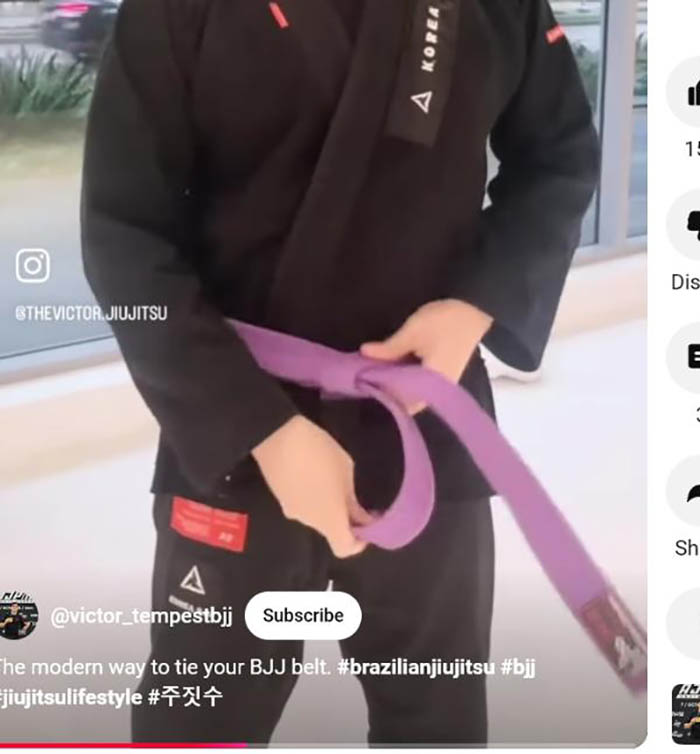 KOREA
@THEVICTOR.JIUJITSU
15
Dis
Sh
@victor_tempestbjj
Subscribe
The modern way to tie your BJJ belt. #brazilianjiujitsu #bjj
#jiujitsulifestyle #주짓수